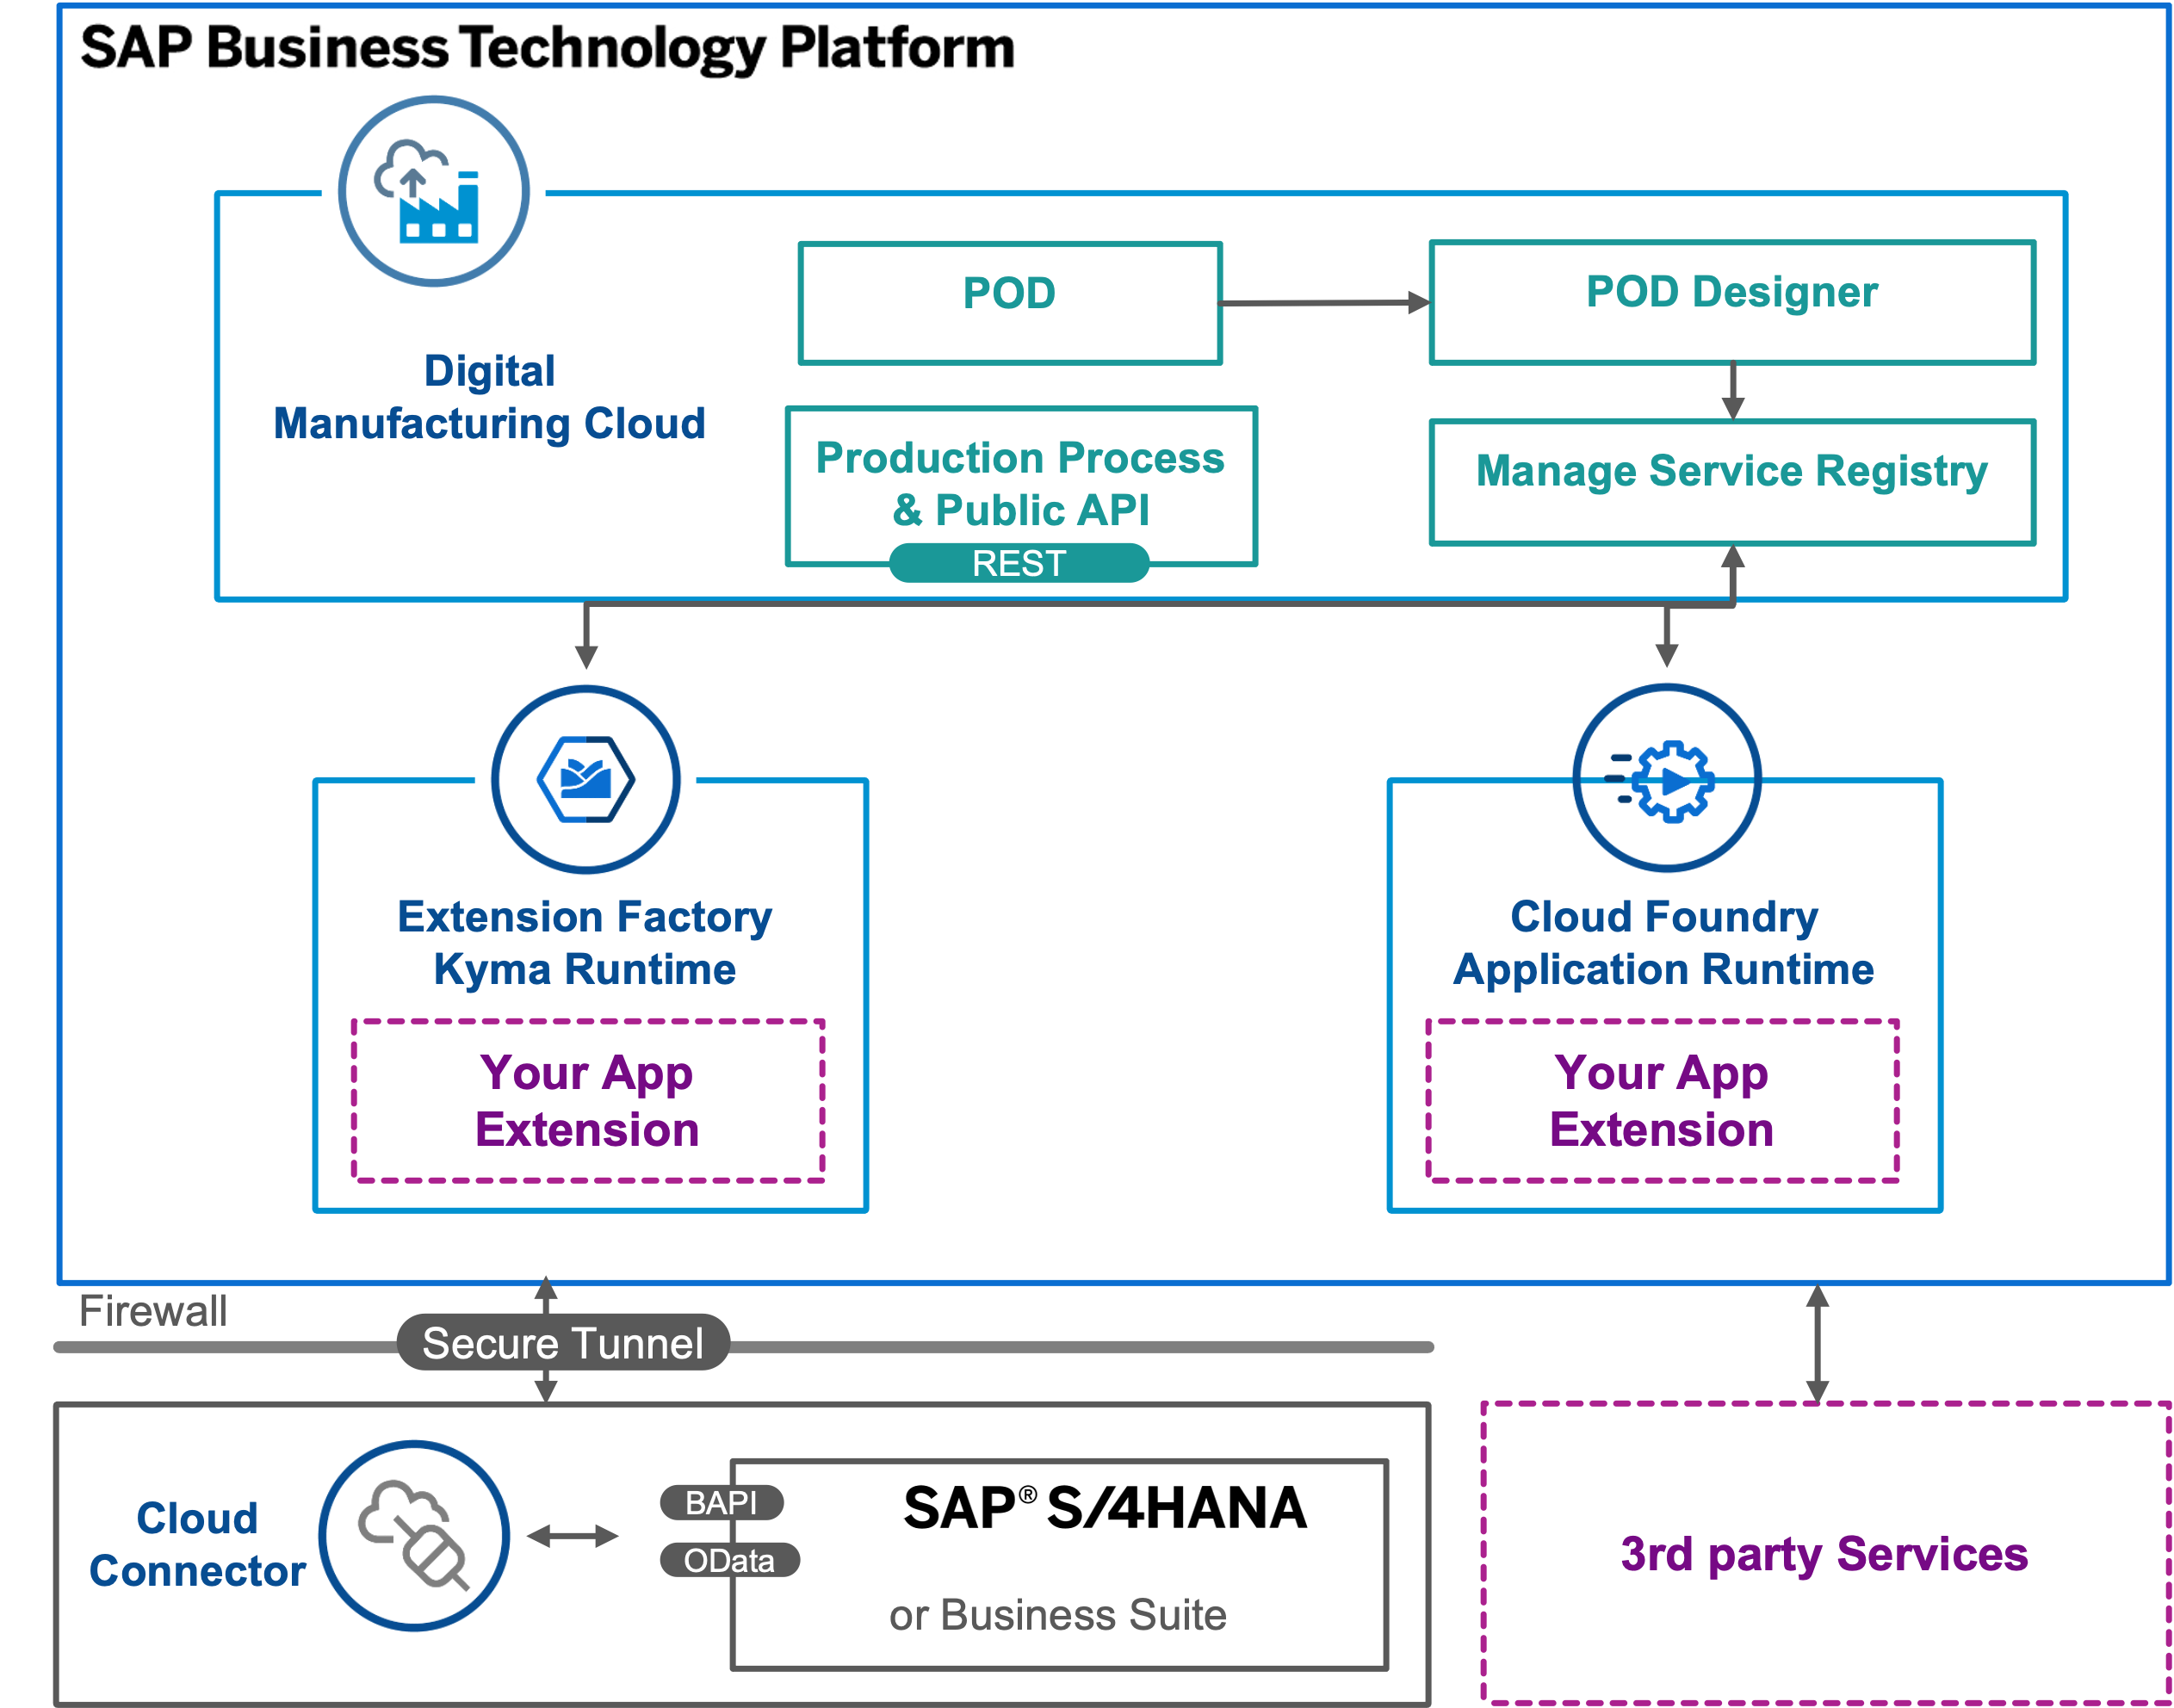 SAP Business Technology Platform
Digital
Manufacturing Cloud
POD
POD Designer
Production Process
& Public API
REST
Manage Service Registry
Extension Factory
Kyma Runtime
Your App
Extension
Cloud Foundry
Application Runtime
Your App
Extension
Firewall
Secure Tunnel
Cloud
Connector
BAPI
OData
SAP® S/4HANA
or Business Suite
3rd party Services